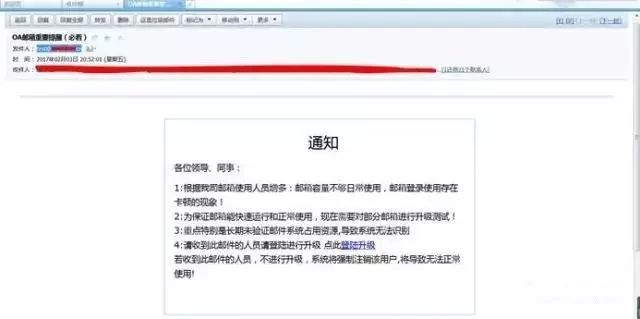 OA邮箱重要提醒（必看）
返回 回复 回复全部 转发 删除 这是垃圾邮件 标记为 移动到 更多
发件人：
时 间：2017年02月03日 20:52:01 (星期五)
收件人：
通知
各位领导、同事：
1:根据我司邮箱使用人员增多：邮箱容量不够日常使用，邮箱登录使用存在
卡顿的现象！
2:为保证邮箱能快速运行和正常使用，现在需要对部分邮箱进行升级测试！
3:重点特别是长期未验证邮件系统占用资源,导致系统无法识别
4:请收到此邮件的人员请登陆进行升级 点此登陆升级
若收到此邮件的人员，不进行升级，系统将强制注销该用户,将导致无法正常
使用!